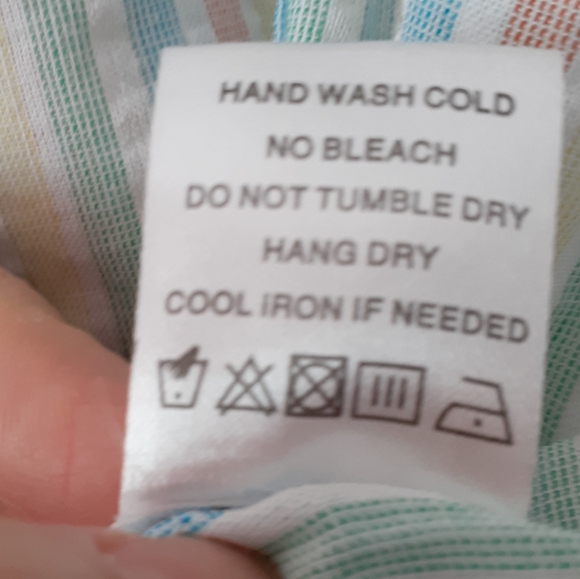 HAND WASH COLD
NO BLEACH
DO NOT TUMBLE DRY
HANG DRY
COOL IRON IF NEEDED